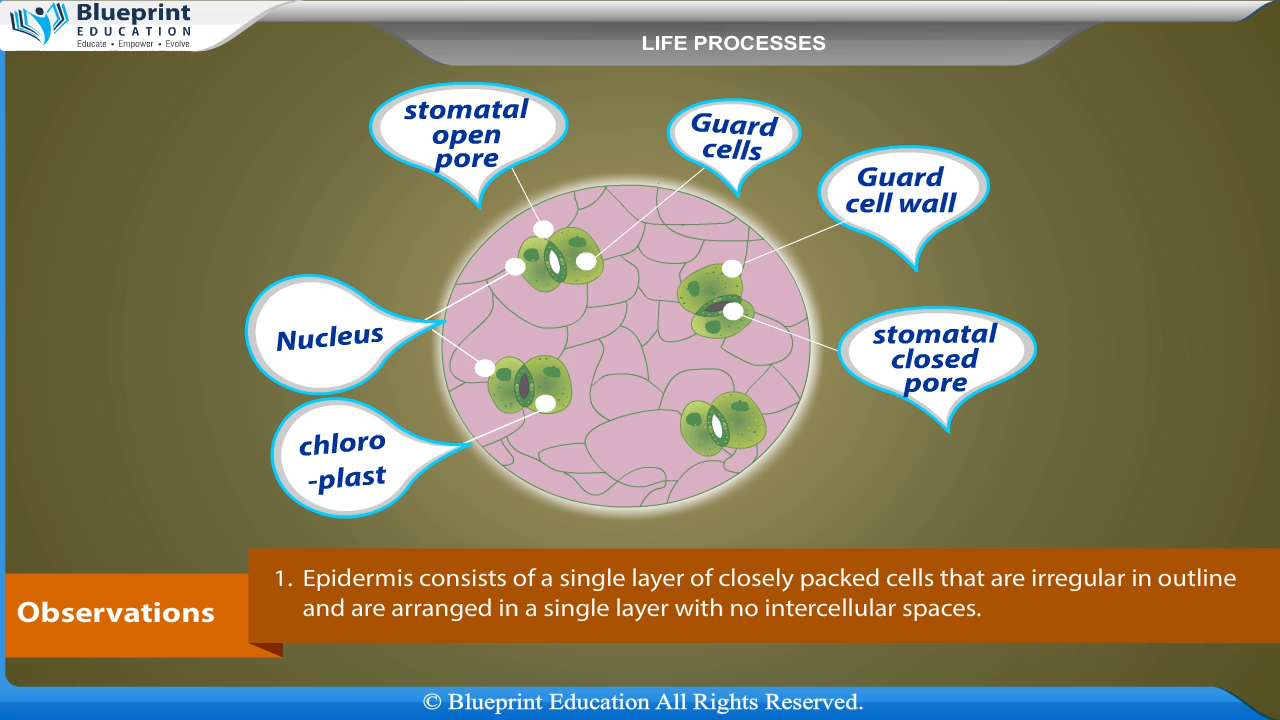 Blueprint
EDUCATION
Educate • Empower • Evolve
LIFE PROCESSES
stomatal
open
pore
Guard
cells
Guard
cell wall
Nucleus
stomatal
closed
pore
chloro
-plast
Observations
1. Epidermis consists of a single layer of closely packed cells that are irregular in outline
and are arranged in a single layer with no intercellular spaces.
© Blueprint Education All Rights Reserved.